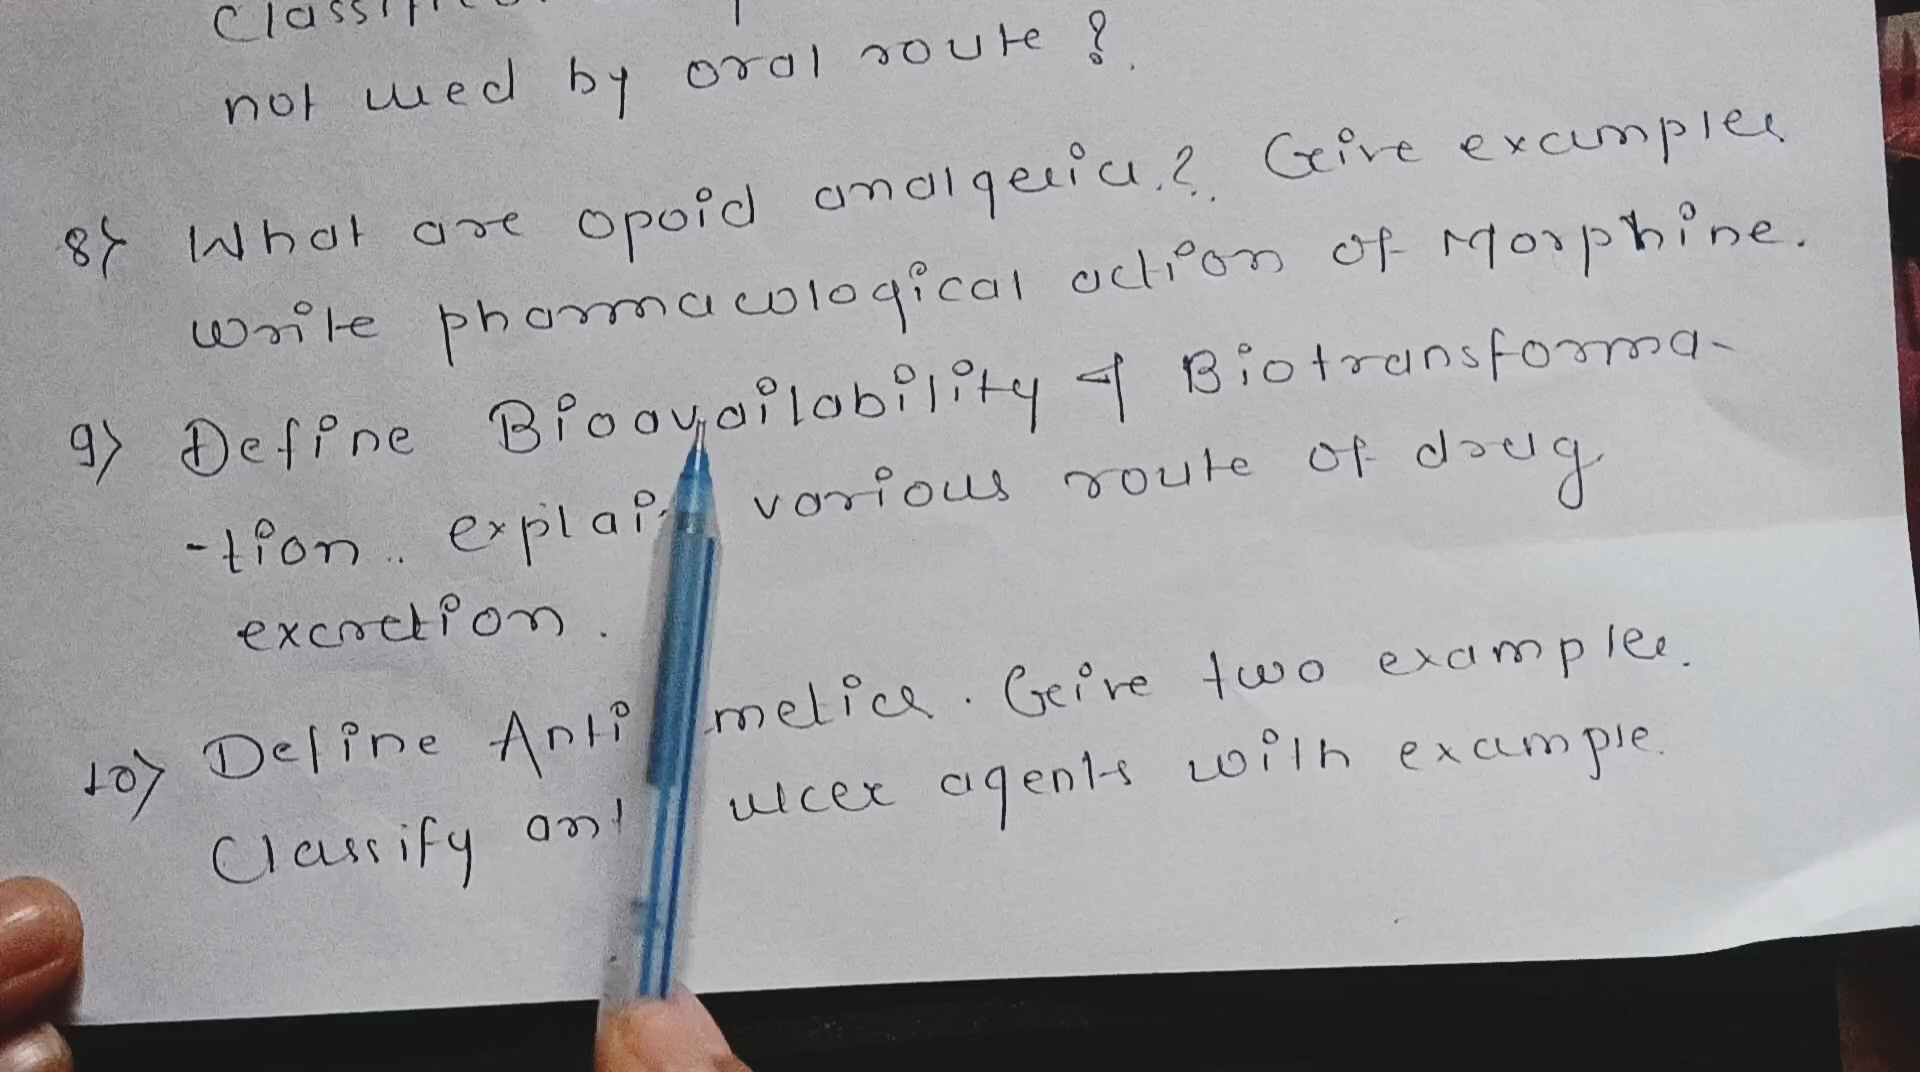 not used by oral route ?
8) What are opoid analgesics ? Give examples
write pharmacological action of Morphine.
9) Define Bioavailability & Biotransforma-
-tion.. explain various route of drug
excretion.
10) Define Anti metics. Give two examples.
Classify ant ulcer agents with example.